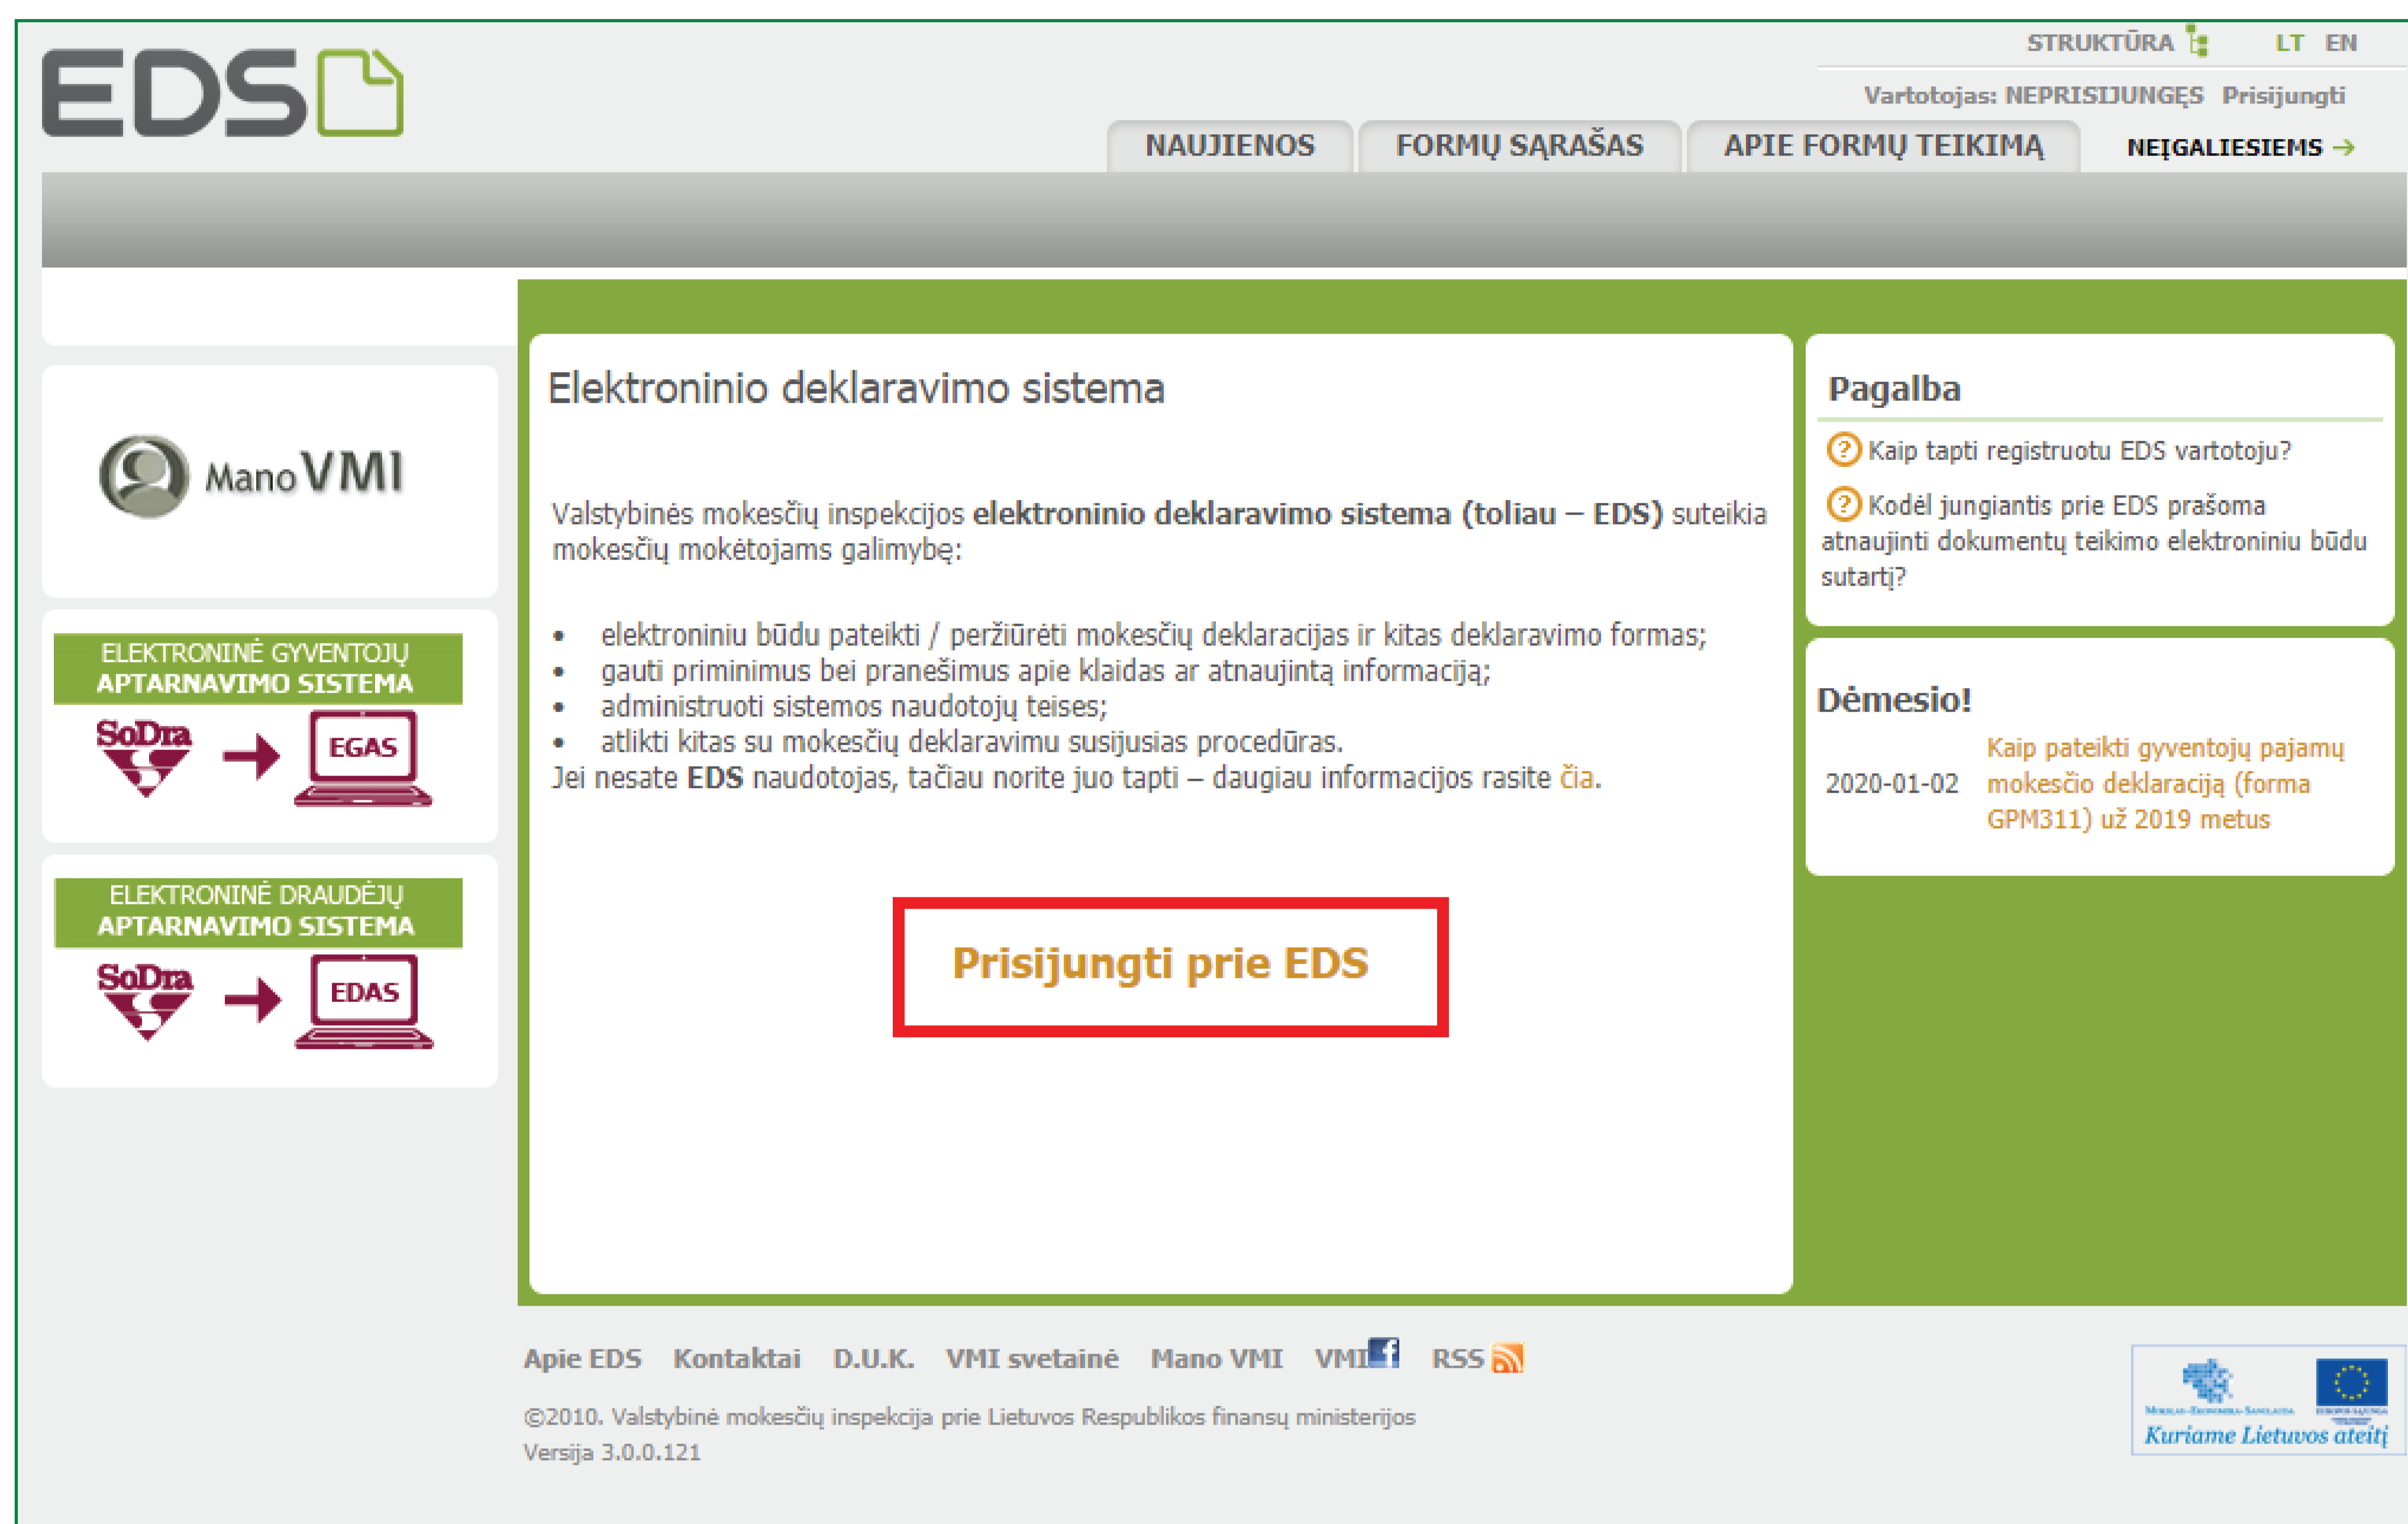 EDS
STRUKTŪRA LT EN
Vartotojas: NEPRISIJUNGĘS Prisijungti
NAUJIENOS FORMŲ SĄRAŠAS APIE FORMŲ TEIKIMĄ NEĮGALIESIEMS →
Mano VMI
ELEKTRONINĖ GYVENTOJŲ
APTARNAVIMO SISTEMA
SoDra
EGAS
ELEKTRONINĖ DRAUDĖJŲ
APTARNAVIMO SISTEMA
SoDra
EDAS
Elektroninio deklaravimo sistema
Valstybinės mokesčių inspekcijos elektroninio deklaravimo sistema (toliau – EDS) suteikia
mokesčių mokėtojams galimybę:
• elektroniniu būdu pateikti / peržiūrėti mokesčių deklaracijas ir kitas deklaravimo formas;
• gauti priminimus bei pranešimus apie klaidas ar atnaujintą informaciją;
• administruoti sistemos naudotojų teises;
• atlikti kitas su mokesčių deklaravimu susijusias procedūras.
Jei nesate EDS naudotojas, tačiau norite juo tapti – daugiau informacijos rasite čia.
Prisijungti prie EDS
Pagalba
? Kaip tapti registruotu EDS vartotoju?
? Kodėl jungiantis prie EDS prašoma
atnaujinti dokumentų teikimo elektroniniu būdu
sutartį?
Dėmesio!
2020-01-02
Kaip pateikti gyventojų pajamų
mokesčio deklaraciją (forma
GPM311) už 2019 metus
Apie EDS Kontaktai D.U.K. VMI svetainė Mano VMI VMI RSS
©2010. Valstybinė mokesčių inspekcija prie Lietuvos Respublikos finansų ministerijos
Versija 3.0.0.121
Kuriame Lietuvos ateitį